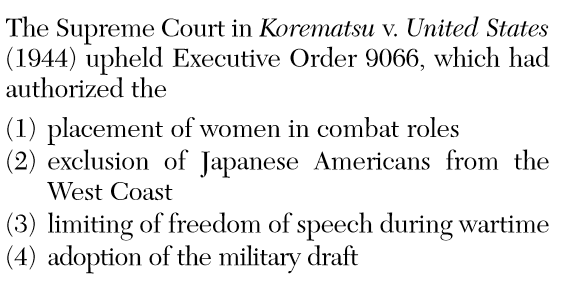 The Supreme Court in Korematsu v. United States
(1944) upheld Executive Order 9066, which had
authorized the
(1) placement of women in combat roles
(2) exclusion of Japanese Americans from the
West Coast
(3) limiting of freedom of speech during wartime
(4) adoption of the military draft